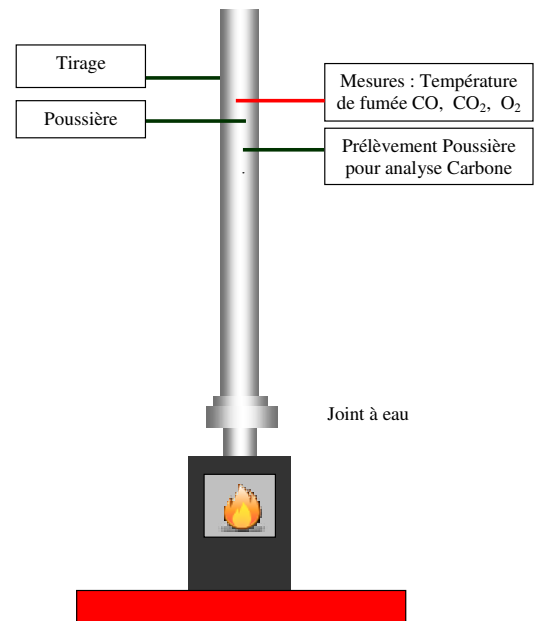 Tirage
Mesures : Température
de fumée CO, CO₂, O₂
Poussière
Prélèvement Poussière
pour analyse Carbone
Joint à eau